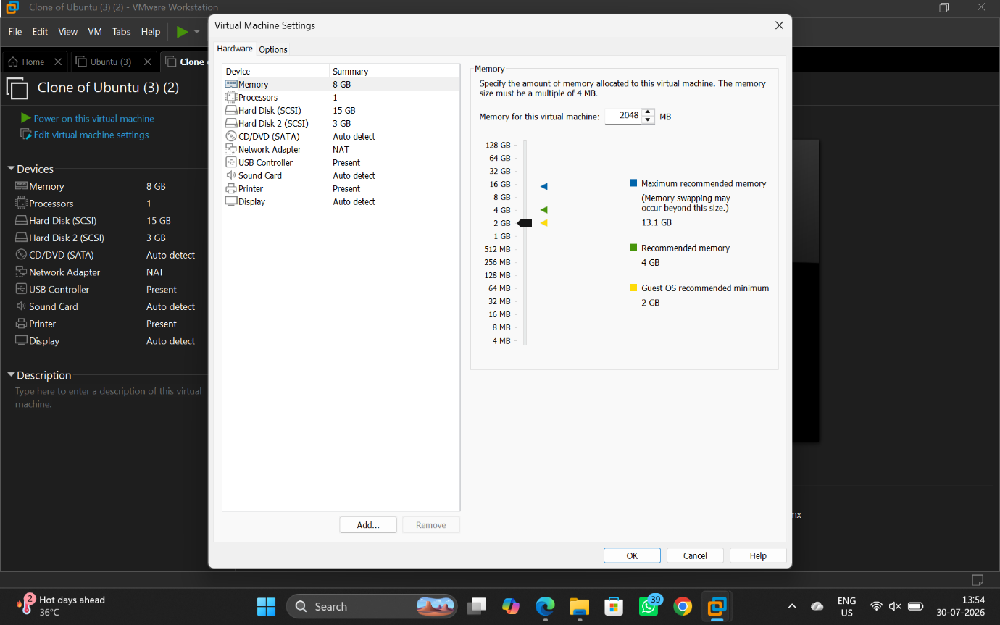 Clone of Ubuntu (3) (2) - VMware Workstation
File Edit View VM Tabs Help
Home Ubuntu (3) Clone
Clone of Ubuntu (3) (2)
Power on this virtual machine
Edit virtual machine settings
Devices
Memory 8 GB
Processors 1
Hard Disk (SCSI) 15 GB
Hard Disk 2 (SCSI) 3 GB
CD/DVD (SATA) Auto detect
Network Adapter NAT
USB Controller Present
Sound Card Auto detect
Printer Present
Display Auto detect
Description
Type here to enter a description of this virtual
machine.
Virtual Machine Settings
Hardware Options
Device Summary
Memory 8 GB
Processors 1
Hard Disk (SCSI) 15 GB
Hard Disk 2 (SCSI) 3 GB
CD/DVD (SATA) Auto detect
Network Adapter NAT
USB Controller Present
Sound Card Auto detect
Printer Present
Display Auto detect
Add... Remove
Memory
Specify the amount of memory allocated to this virtual machine. The memory
size must be a multiple of 4 MB.
Memory for this virtual machine: 2048 MB
128 GB
64 GB
32 GB
16 GB
8 GB
4 GB
2 GB
1 GB
512 MB
256 MB
128 MB
64 MB
32 MB
16 MB
8 MB
4 MB
Maximum recommended memory
(Memory swapping may
occur beyond this size.)
13.1 GB
Recommended memory
4 GB
Guest OS recommended minimum
2 GB
OK Cancel Help
nx
2
Hot days ahead
36°C
Search
39
ENG
US
13:54
30-07-2026